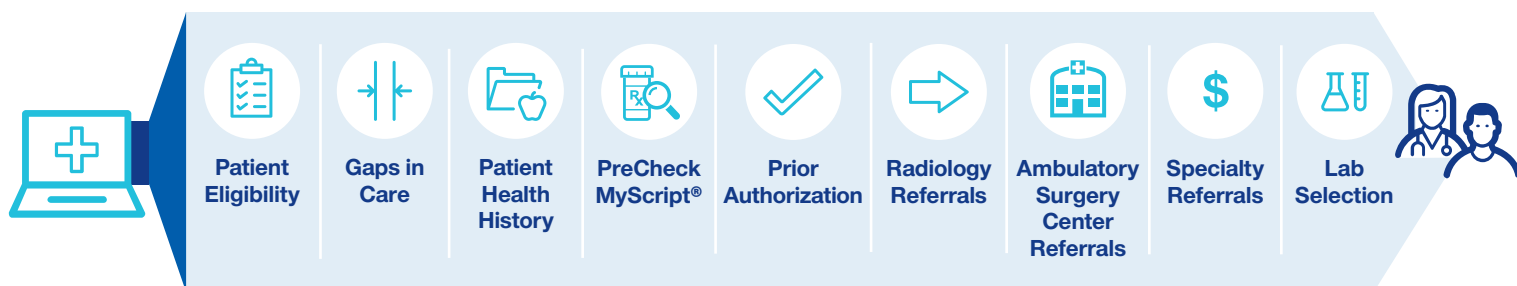 Patient
Eligibility
Gaps in
Care
Patient
Health
History
Rx
PreCheck
MyScript®
Prior
Authorization
Radiology
Referrals
Ambulatory
Surgery
Center
Referrals
$
Specialty
Referrals
Lab
Selection